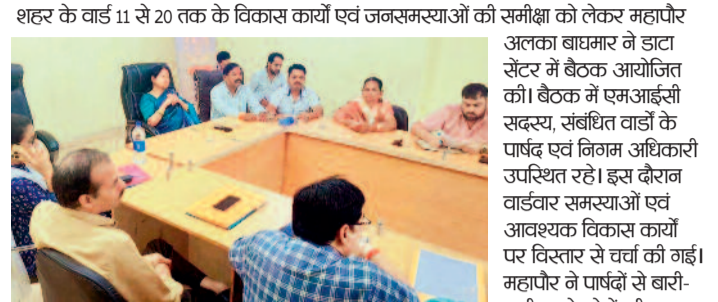 शहर के वार्ड 11 से 20 तक के विकास कार्यों एवं जनसमस्याओं की समीक्षा को लेकर महापौर
अलका बाघमार ने डाटा
सेंटर में बैठक आयोजित
की। बैठक में एमआईसी
सदस्य, संबंधित वार्डों के
पार्षद एवं निगम अधिकारी
उपस्थित रहे। इस दौरान
वार्डवार समस्याओं एवं
आवश्यक विकास कार्यों
पर विस्तार से चर्चा की गई।
महापौर ने पार्षदों से बारी-